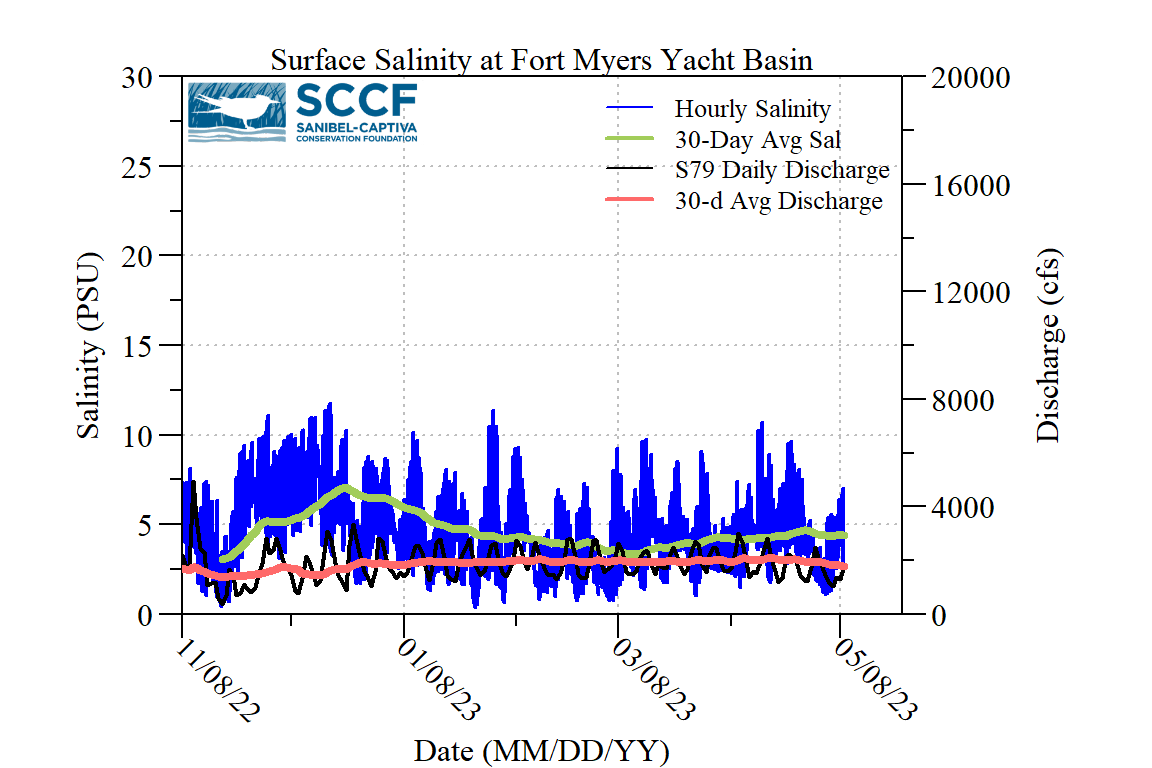 Surface Salinity at Fort Myers Yacht Basin
SCCF
SANIBEL-CAPTIVA
CONSERVATION FOUNDATION
Hourly Salinity
30-Day Avg Sal
S79 Daily Discharge
30-d Avg Discharge
30
25
20
15
10
5
0
Salinity (PSU)
20000
16000
12000
8000
4000
0
Discharge (cfs)
11/08/22
01/08/23
03/08/23
05/08/23
Date (MM/DD/YY)